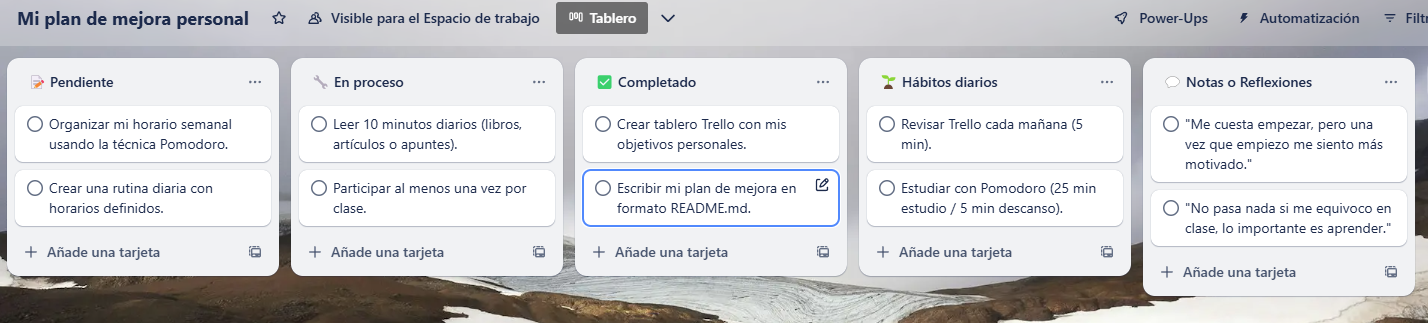 Mi plan de mejora personal
Visible para el Espacio de trabajo
Tablero
Power-Ups
Automatización
Pendiente
Organizar mi horario semanal
usando la técnica Pomodoro.
Crear una rutina diaria con
horarios definidos.
Añade una tarjeta
En proceso
Leer 10 minutos diarios (libros,
artículos o apuntes).
Participar al menos una vez por
clase.
Añade una tarjeta
Completado
Crear tablero Trello con mis
objetivos personales.
Escribir mi plan de mejora en
formato README.md.
Añade una tarjeta
Hábitos diarios
Revisar Trello cada mañana (5
min).
Estudiar con Pomodoro (25 min
estudio / 5 min descanso).
Añade una tarjeta
Notas o Reflexiones
"Me cuesta empezar, pero una
vez que empiezo me siento más
motivado."
"No pasa nada si me equivoco en
clase, lo importante es aprender."
Añade una tarjeta